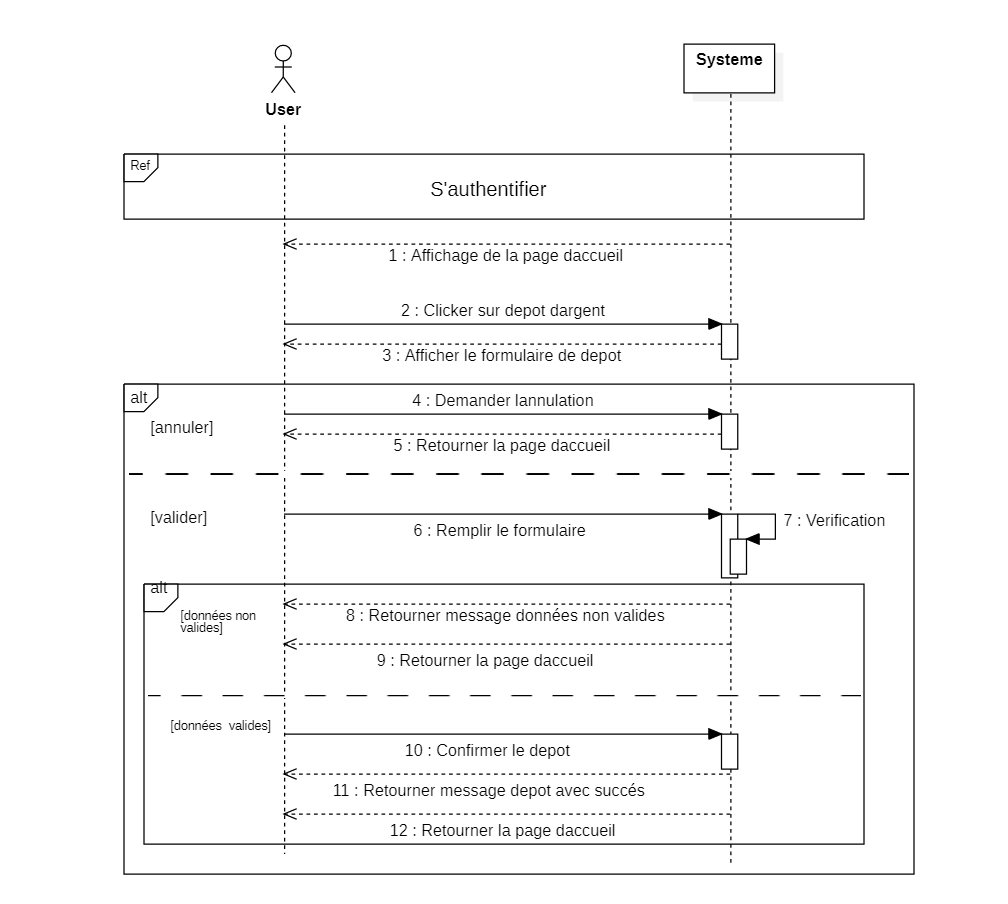 User
Systeme
Ref
S'authentifier
1 : Affichage de la page daccueil
2 : Clicker sur depot dargent
3 : Afficher le formulaire de depot
alt
4 : Demander lannulation
[annuler]
5 : Retourner la page daccueil
[valider]
6 : Remplir le formulaire
7 : Verification
alt
[données non
valides]
8 : Retourner message données non valides
9 : Retourner la page daccueil
[données  valides]
10 : Confirmer le depot
11 : Retourner message depot avec succés
12 : Retourner la page daccueil